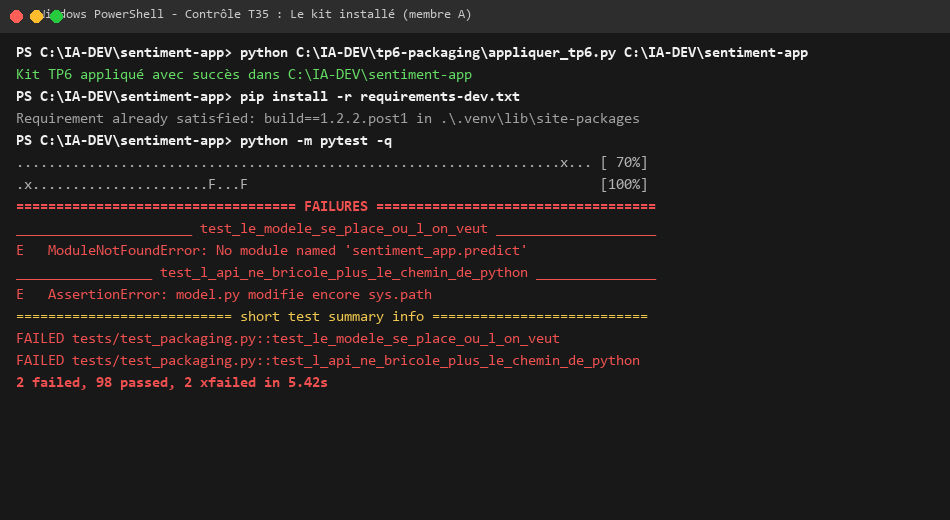 Windows PowerShell - Contrôle T35 : Le kit installé (membre A)
PS C:\IA-DEV\sentiment-app> python C:\IA-DEV\tp6-packaging\appliquer_tp6.py C:\IA-DEV\sentiment-app
Kit TP6 appliqué avec succès dans C:\IA-DEV\sentiment-app
PS C:\IA-DEV\sentiment-app> pip install -r requirements-dev.txt
Requirement already satisfied: build==1.2.2.post1 in .\.venv\lib\site-packages
PS C:\IA-DEV\sentiment-app> python -m pytest -q
....................................................................x... [ 70%]
.x......................F...F                                            [100%]
=================================== FAILURES ===================================
______________________ test_le_modele_se_place_ou_l_on_veut ____________________
E   ModuleNotFoundError: No module named 'sentiment_app.predict'
_________________ test_l_api_ne_bricole_plus_le_chemin_de_python _______________
E   AssertionError: model.py modifie encore sys.path
=========================== short test summary info ===========================
FAILED tests/test_packaging.py::test_le_modele_se_place_ou_l_on_veut
FAILED tests/test_packaging.py::test_l_api_ne_bricole_plus_le_chemin_de_python
2 failed, 98 passed, 2 xfailed in 5.42s